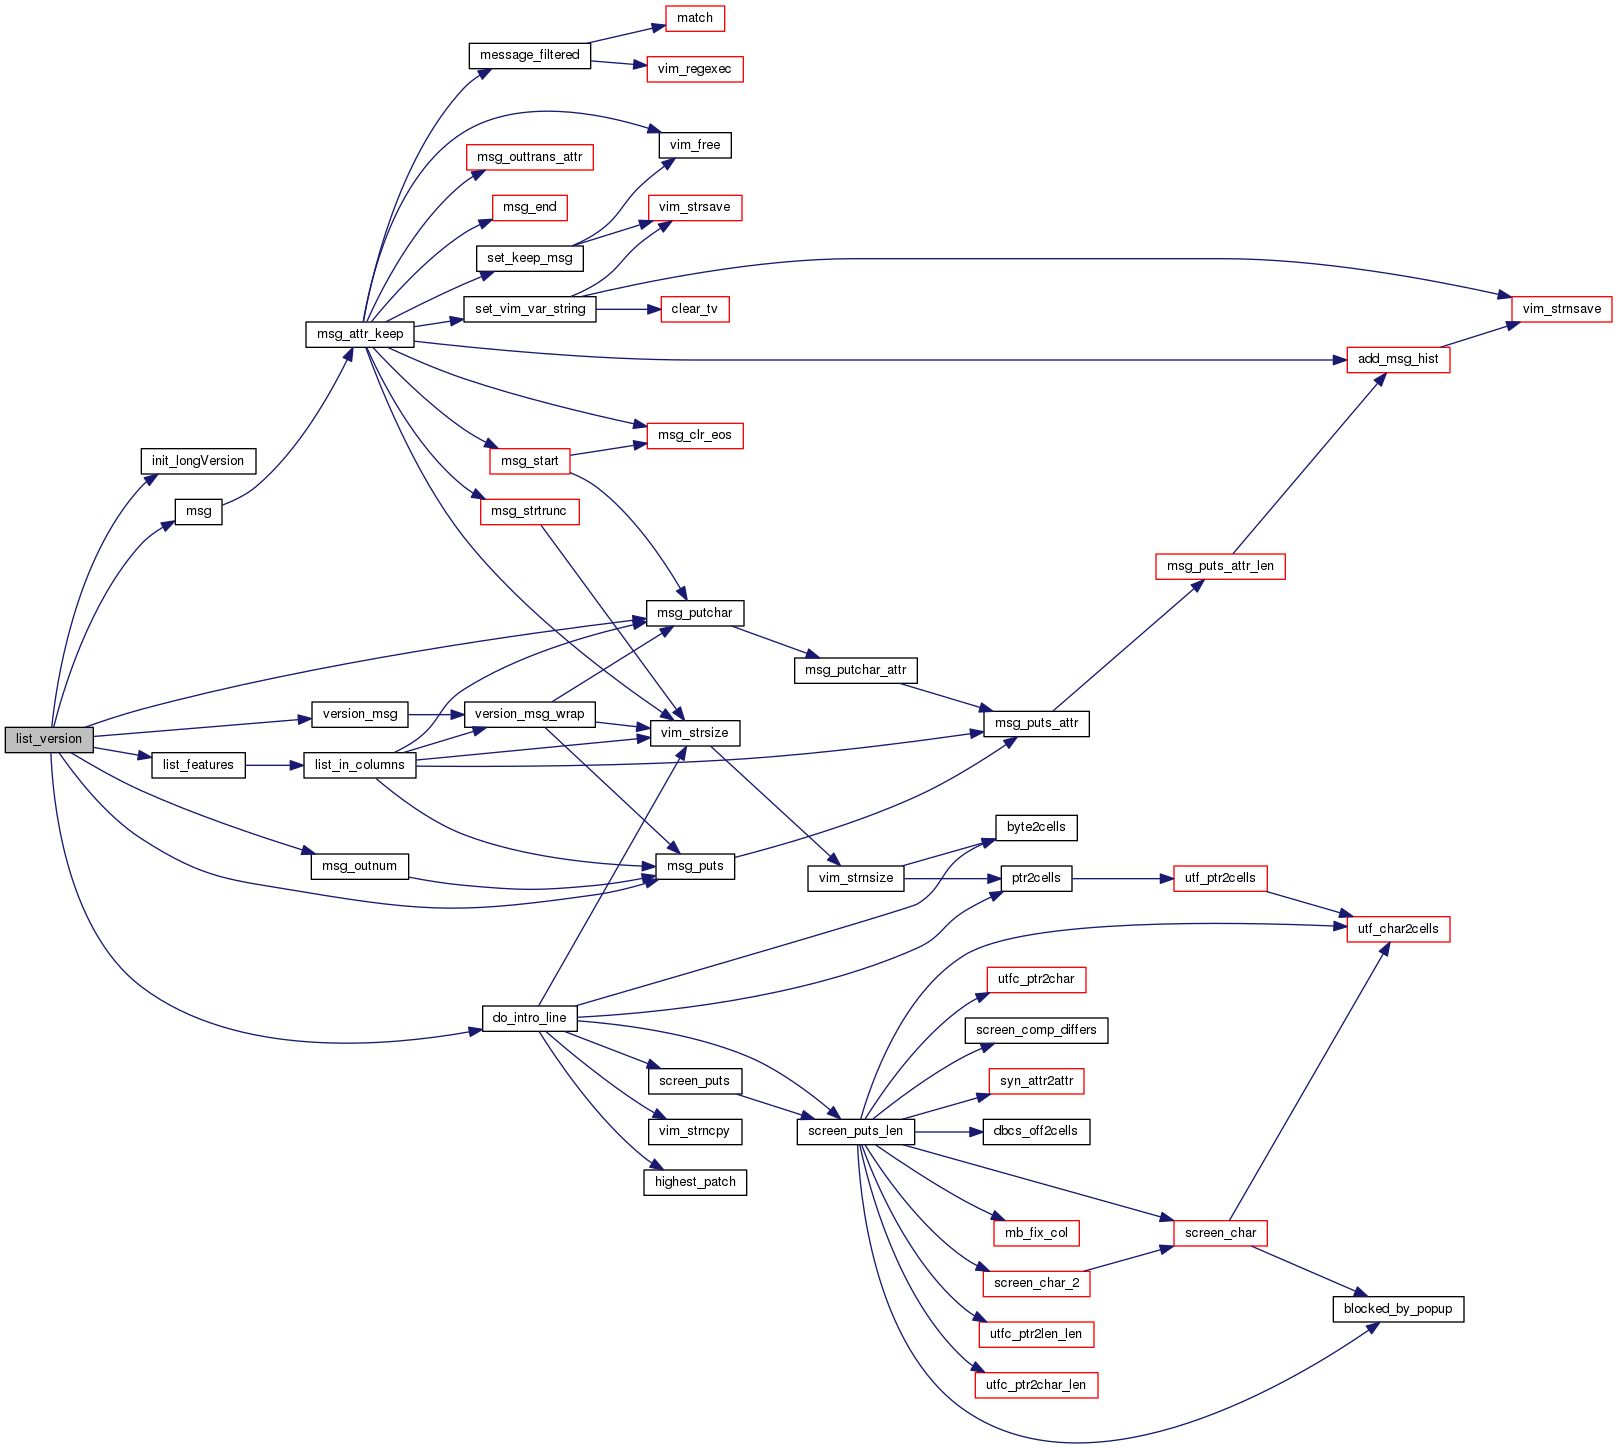 match
message_filtered
vim_regexec
vim_free
msg_outtrans_attr
msg_end
vim_strsave
set_keep_msg
set_vim_var_string
clear_tv
vim_strnsave
msg_attr_keep
add_msg_hist
msg_clr_eos
init_longVersion
msg_start
msg
msg_strtrunc
msg_puts_attr_len
msg_putchar
msg_putchar_attr
version_msg
version_msg_wrap
msg_puts_attr
list_version
vim_strsize
list_features
list_in_columns
byte2cells
msg_outnum
msg_puts
vim_strnsize
ptr2cells
utf_ptr2cells
utf_char2cells
utfc_ptr2char
do_intro_line
screen_comp_differs
screen_puts
syn_attr2attr
vim_strncpy
screen_puts_len
dbcs_off2cells
highest_patch
mb_fix_col
screen_char
screen_char_2
blocked_by_popup
utfc_ptr2len_len
utfc_ptr2char_len